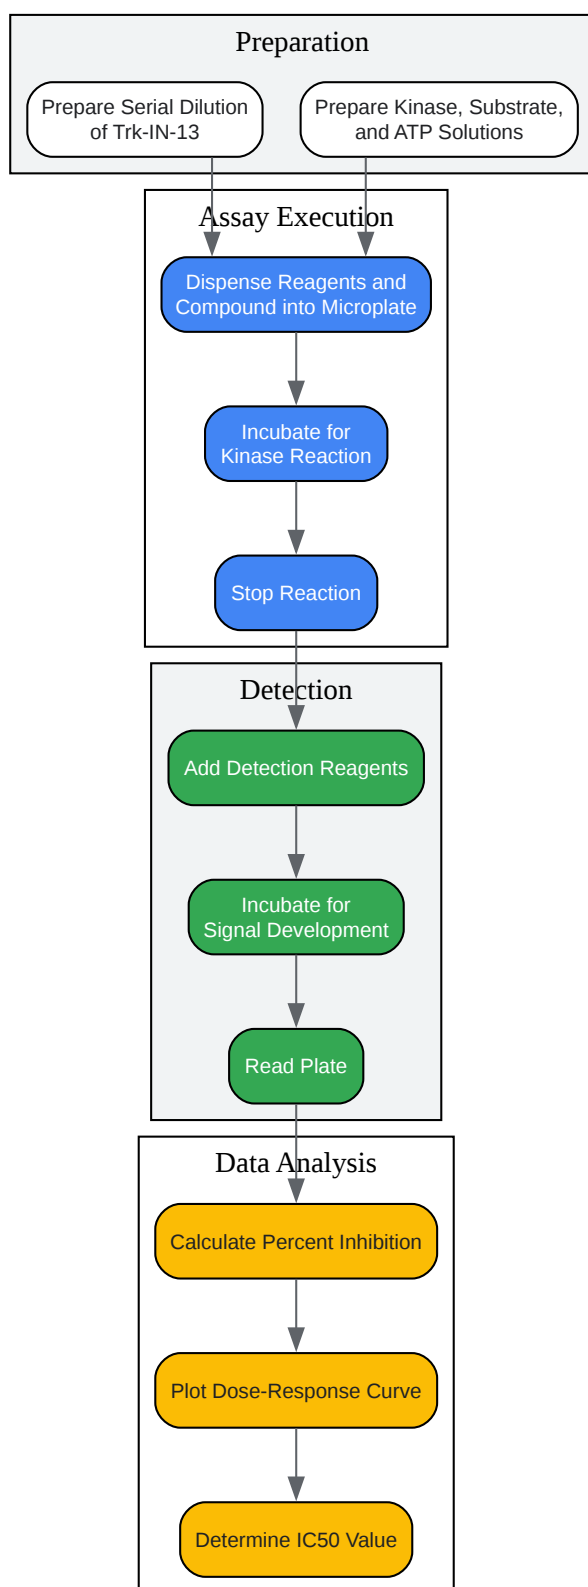 Preparation
Prepare Serial Dilution
of Trk-IN-13
Prepare Kinase, Substrate,
and ATP Solutions
Assay Execution
Dispense Reagents and
Compound into Microplate
Incubate for
Kinase Reaction
Stop Reaction
Detection
Add Detection Reagents
Incubate for
Signal Development
Read Plate
Data Analysis
Calculate Percent Inhibition
Plot Dose-Response Curve
Determine IC50 Value